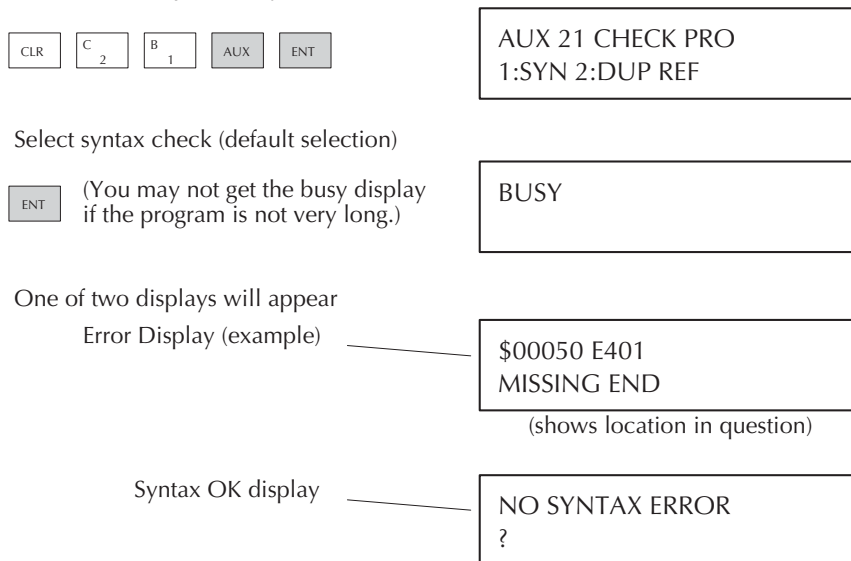 CLR C 2 B 1 AUX ENT
AUX 21 CHECK PRO
1:SYN 2:DUP REF
Select syntax check (default selection)
ENT
(You may not get the busy display
if the program is not very long.)
BUSY
One of two displays will appear
Error Display (example)
$00050 E401
MISSING END
(shows location in question)
Syntax OK display
NO SYNTAX ERROR
?